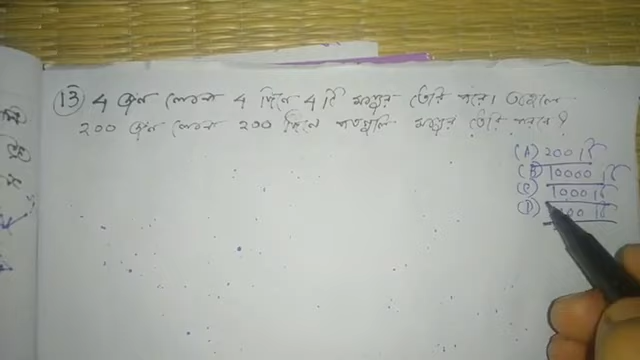 (13) 4 জন লোক 4 দিনে 4 টি মাদুর তৈরি করে। তাহলে
200 জন লোক 200 দিনে কতগুলি মাদুর তৈরি করবে?
(A) 200 টি
(B) 10000 টি
(C) 1000 টি
(D)